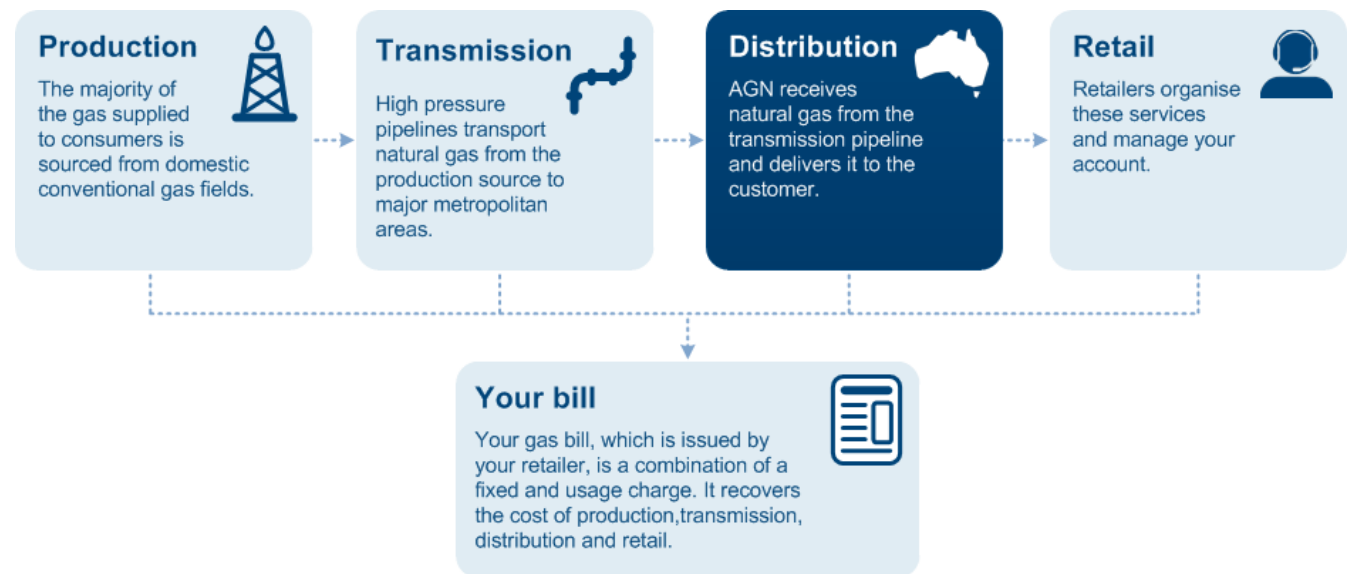 Production
The majority of
the gas supplied
to consumers is
sourced from domestic
conventional gas fields.
Transmission
High pressure
pipelines transport
natural gas from the
production source to
major metropolitan
areas.
Distribution
AGN receives
natural gas from the
transmission pipeline
and delivers it to the
customer.
Retail
Retailers organise
these services
and manage your
account.
Your bill
Your gas bill, which is issued by
your retailer, is a combination of a
fixed and usage charge. It recovers
the cost of production,transmission,
distribution and retail.